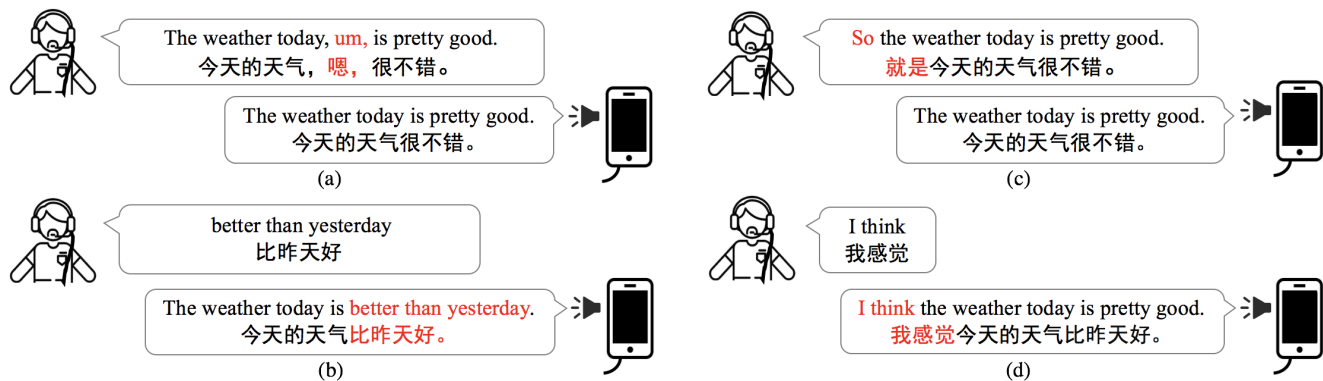 The weather today, um, is pretty good.
今天的天气，嗯，很不错。
The weather today is pretty good.
今天的天气很不错。
(a)
better than yesterday
比昨天好
The weather today is better than yesterday.
今天的天气比昨天好。
(b)
So the weather today is pretty good.
就是今天的天气很不错。
The weather today is pretty good.
今天的天气很不错。
(c)
I think
我感觉
I think the weather today is pretty good.
我感觉今天的天气比昨天好。
(d)